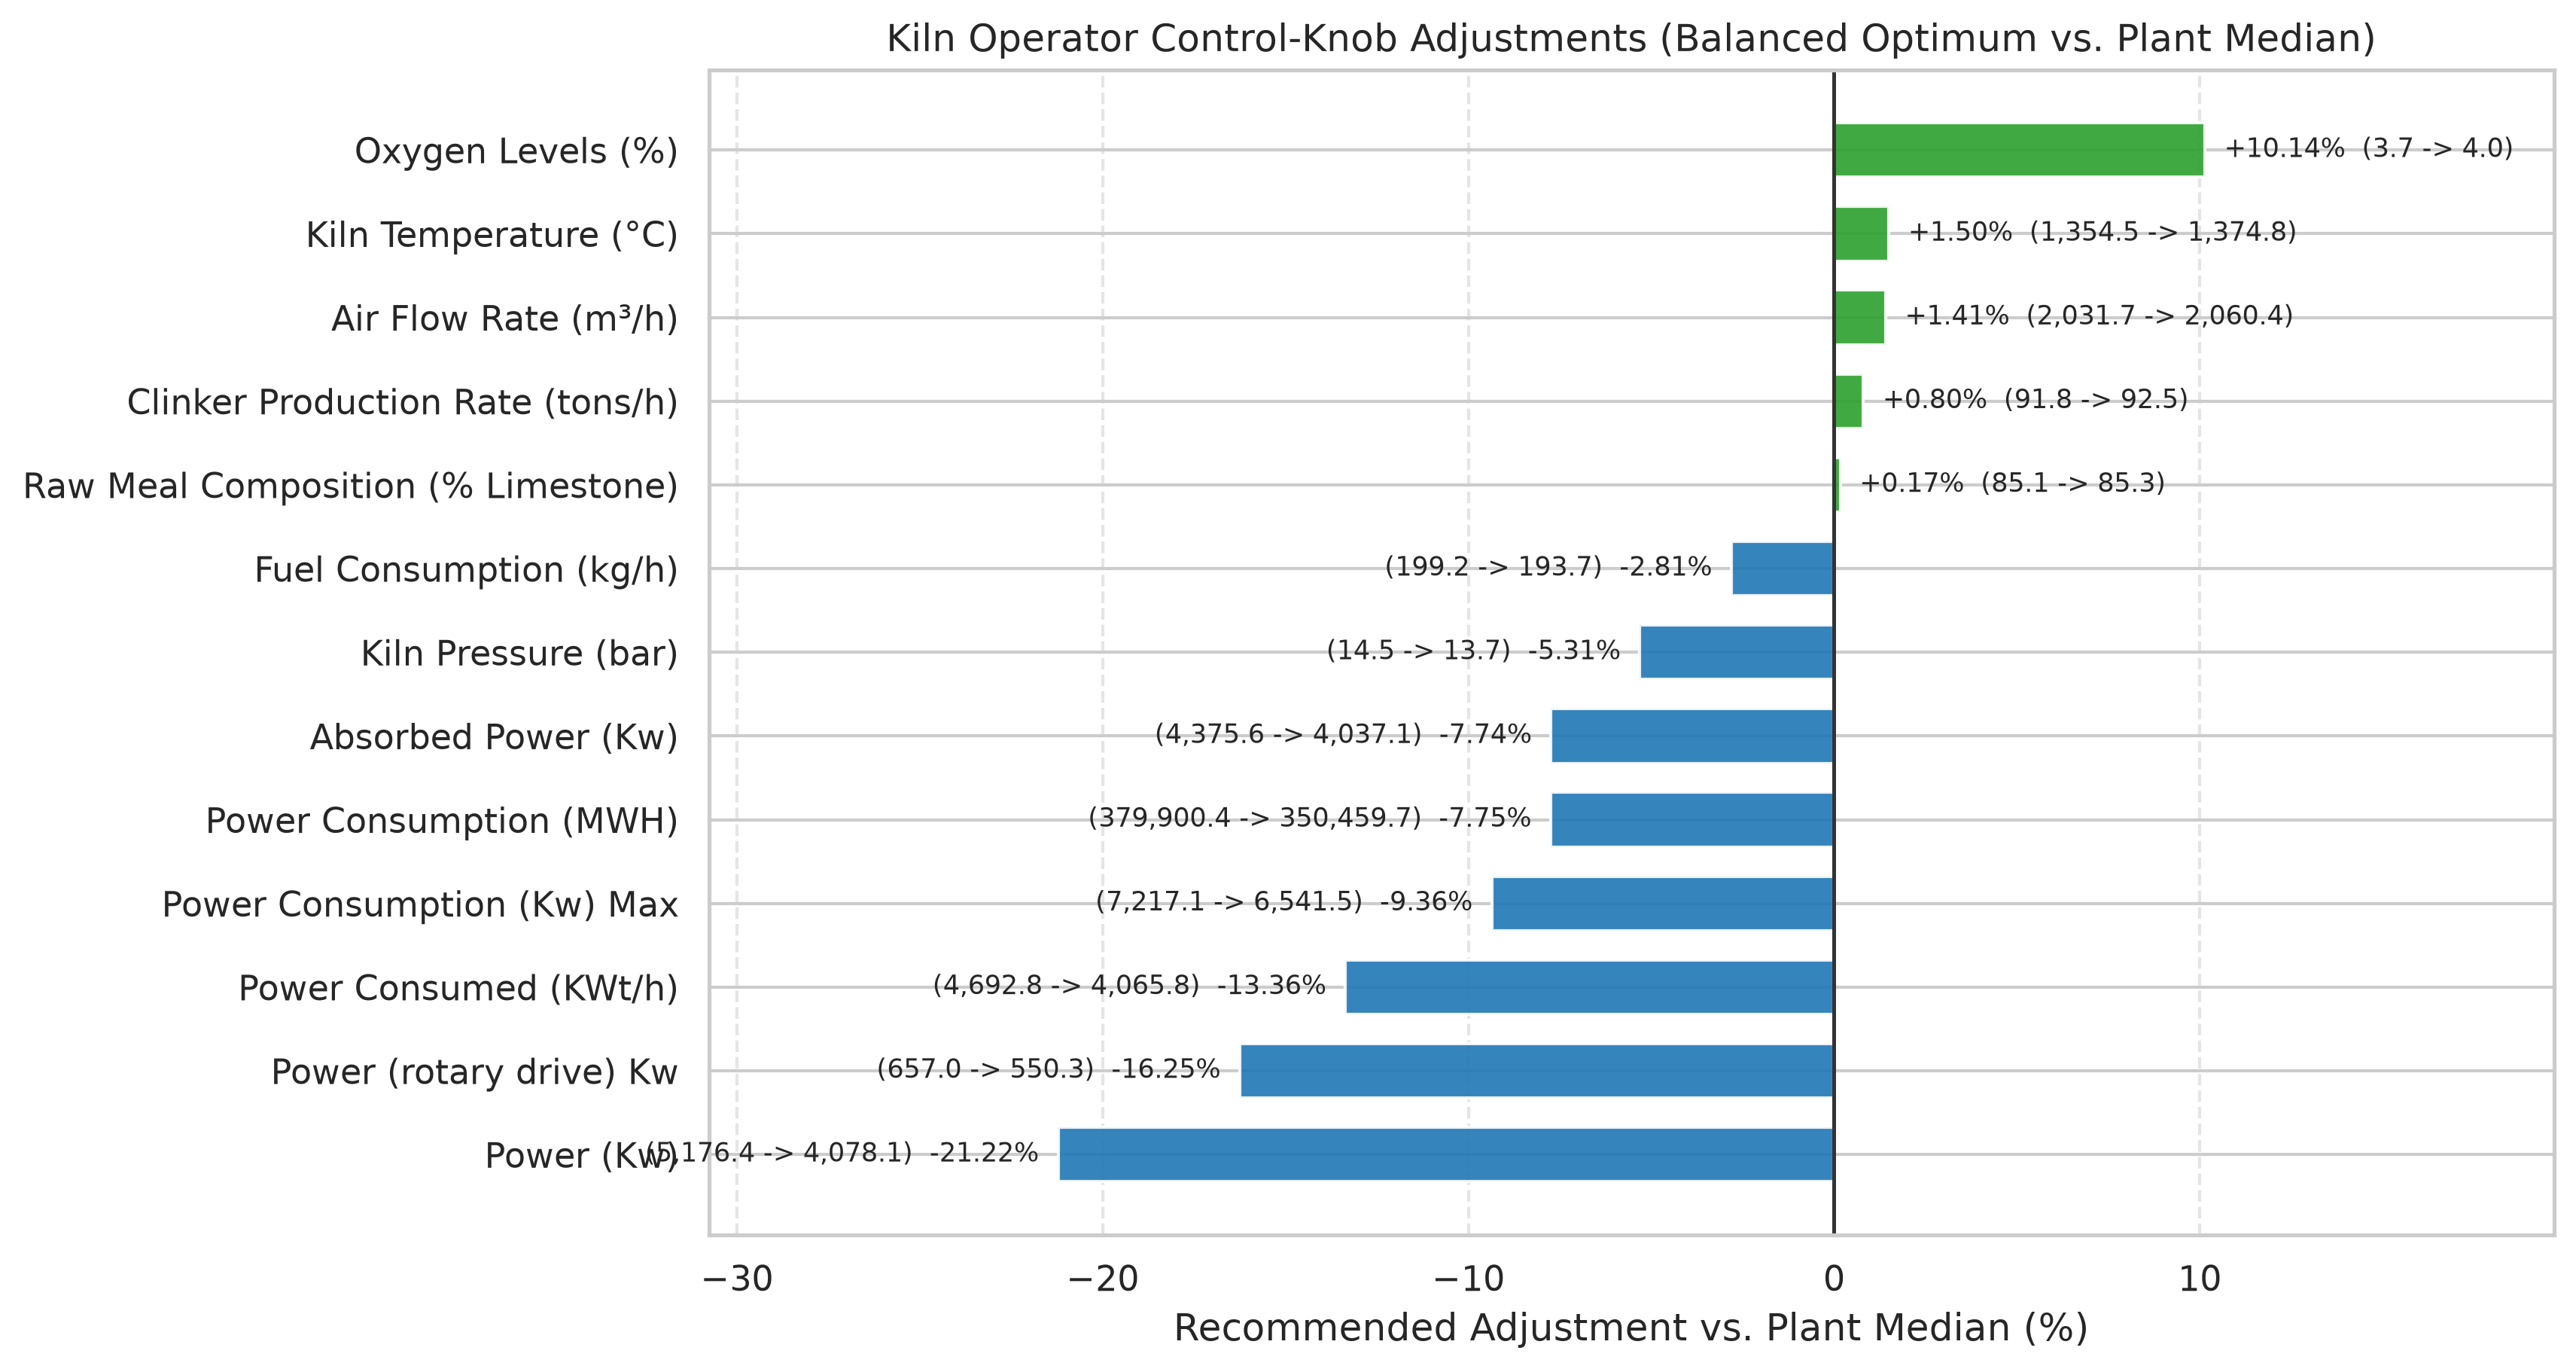 Kiln Operator Control-Knob Adjustments (Balanced Optimum vs. Plant Median)
Oxygen Levels (%) +10.14% (3.7 -> 4.0)
Kiln Temperature (°C) +1.50% (1,354.5 -> 1,374.8)
Air Flow Rate (m³/h) +1.41% (2,031.7 -> 2,060.4)
Clinker Production Rate (tons/h) +0.80% (91.8 -> 92.5)
Raw Meal Composition (% Limestone) +0.17% (85.1 -> 85.3)
Fuel Consumption (kg/h) (199.2 -> 193.7) -2.81%
Kiln Pressure (bar) (14.5 -> 13.7) -5.31%
Absorbed Power (Kw) (4,375.6 -> 4,037.1) -7.74%
Power Consumption (MWH) (379,900.4 -> 350,459.7) -7.75%
Power Consumption (Kw) Max (7,217.1 -> 6,541.5) -9.36%
Power Consumed (KWt/h) (4,692.8 -> 4,065.8) -13.36%
Power (rotary drive) Kw (657.0 -> 550.3) -16.25%
Power (Kw) (5,176.4 -> 4,078.1) -21.22%
−30 −20 −10 0 10
Recommended Adjustment vs. Plant Median (%)